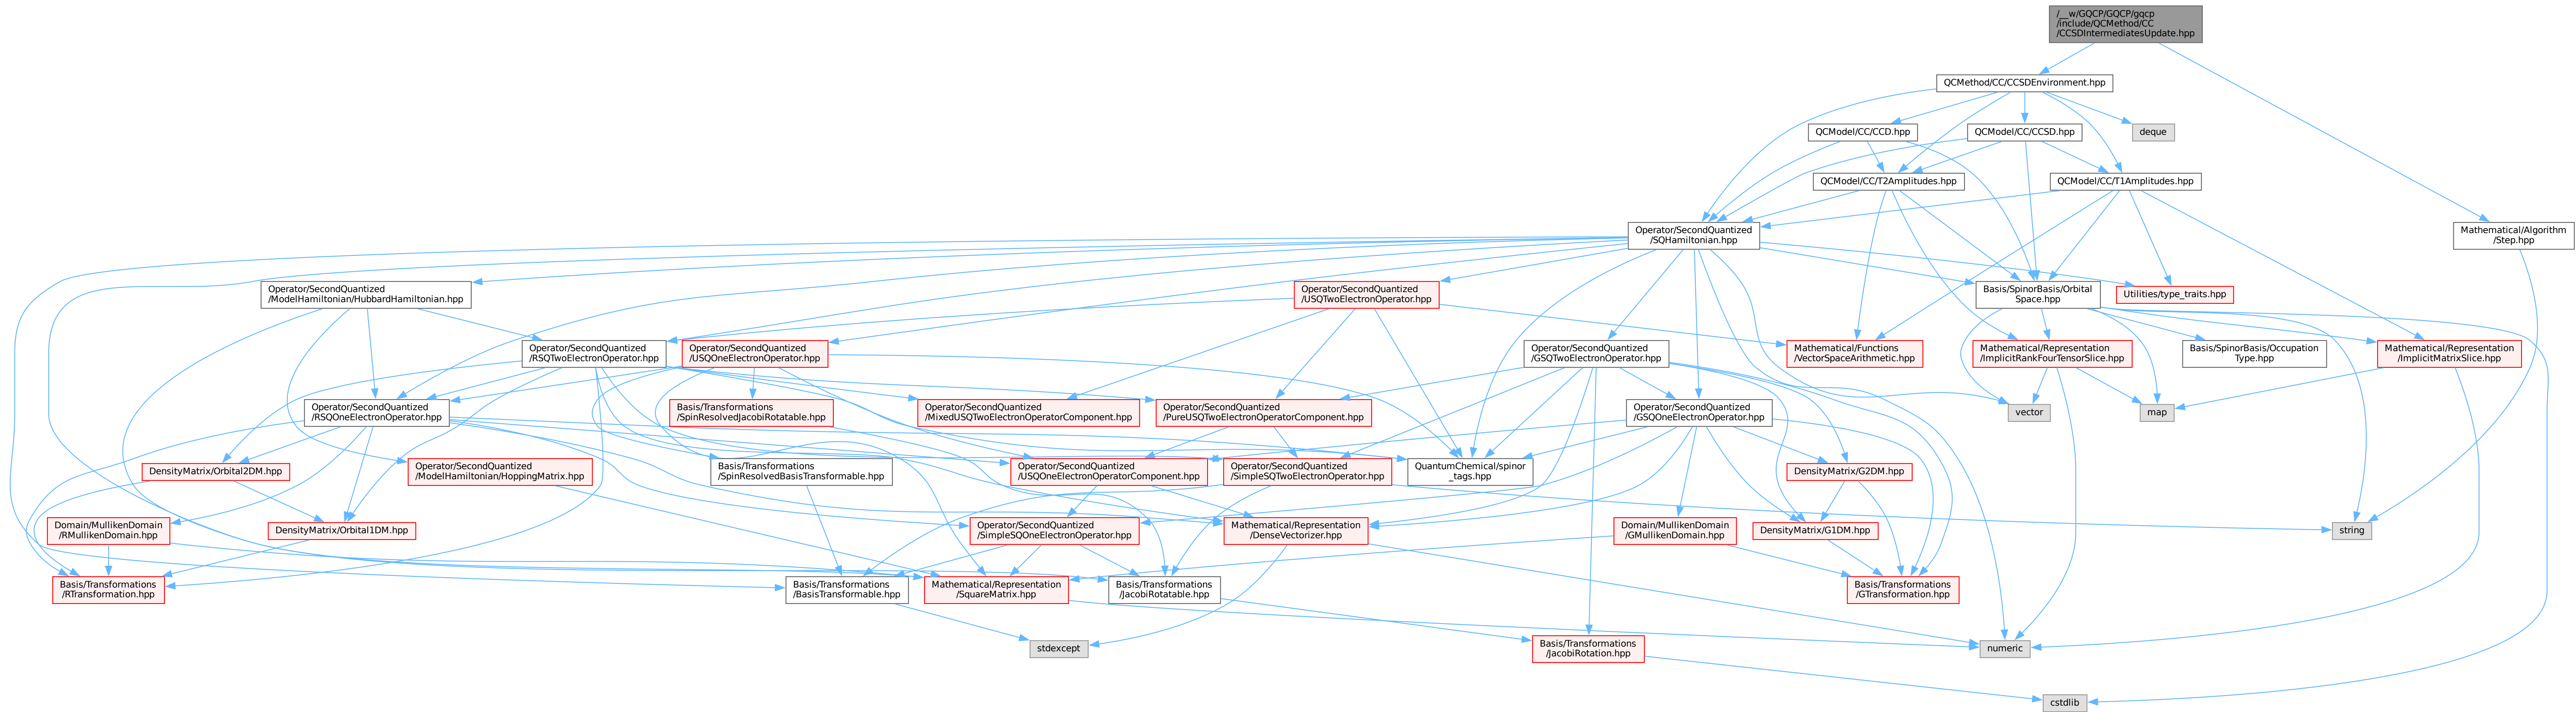 /__w/GQCP/GQCP/gqcp
/include/QCMethod/CC
/CCSDIntermediatesUpdate.hpp
QCMethod/CC/CCSDEnvironment.hpp
QCModel/CC/CCD.hpp
QCModel/CC/CCSD.hpp
deque
QCModel/CC/T2Amplitudes.hpp
QCModel/CC/T1Amplitudes.hpp
Operator/SecondQuantized
/SQHamiltonian.hpp
Mathematical/Algorithm
/Step.hpp
Operator/SecondQuantized
/ModelHamiltonian/HubbardHamiltonian.hpp
Operator/SecondQuantized
/USQTwoElectronOperator.hpp
Basis/SpinorBasis/Orbital
Space.hpp
Utilities/type_traits.hpp
Operator/SecondQuantized
/RSQTwoElectronOperator.hpp
Operator/SecondQuantized
/USQOneElectronOperator.hpp
Operator/SecondQuantized
/GSQTwoElectronOperator.hpp
Mathematical/Functions
/VectorSpaceArithmetic.hpp
Mathematical/Representation
/ImplicitRankFourTensorSlice.hpp
Basis/SpinorBasis/Occupation
Type.hpp
Mathematical/Representation
/ImplicitMatrixSlice.hpp
Operator/SecondQuantized
/RSQOneElectronOperator.hpp
Basis/Transformations
/SpinResolvedJacobiRotatable.hpp
Operator/SecondQuantized
/MixedUSQTwoElectronOperatorComponent.hpp
Operator/SecondQuantized
/PureUSQTwoElectronOperatorComponent.hpp
Operator/SecondQuantized
/GSQOneElectronOperator.hpp
vector
map
DensityMatrix/Orbital2DM.hpp
Operator/SecondQuantized
/ModelHamiltonian/HoppingMatrix.hpp
Basis/Transformations
/SpinResolvedBasisTransformable.hpp
Operator/SecondQuantized
/USQOneElectronOperatorComponent.hpp
Operator/SecondQuantized
/SimpleSQTwoElectronOperator.hpp
QuantumChemical/spinor
_tags.hpp
DensityMatrix/G2DM.hpp
Domain/MullikenDomain
/RMullikenDomain.hpp
DensityMatrix/Orbital1DM.hpp
Operator/SecondQuantized
/SimpleSQOneElectronOperator.hpp
Mathematical/Representation
/DenseVectorizer.hpp
Domain/MullikenDomain
/GMullikenDomain.hpp
DensityMatrix/G1DM.hpp
string
Basis/Transformations
/RTransformation.hpp
Basis/Transformations
/BasisTransformable.hpp
Mathematical/Representation
/SquareMatrix.hpp
Basis/Transformations
/JacobiRotatable.hpp
Basis/Transformations
/GTransformation.hpp
stdexcept
Basis/Transformations
/JacobiRotation.hpp
numeric
cstdlib